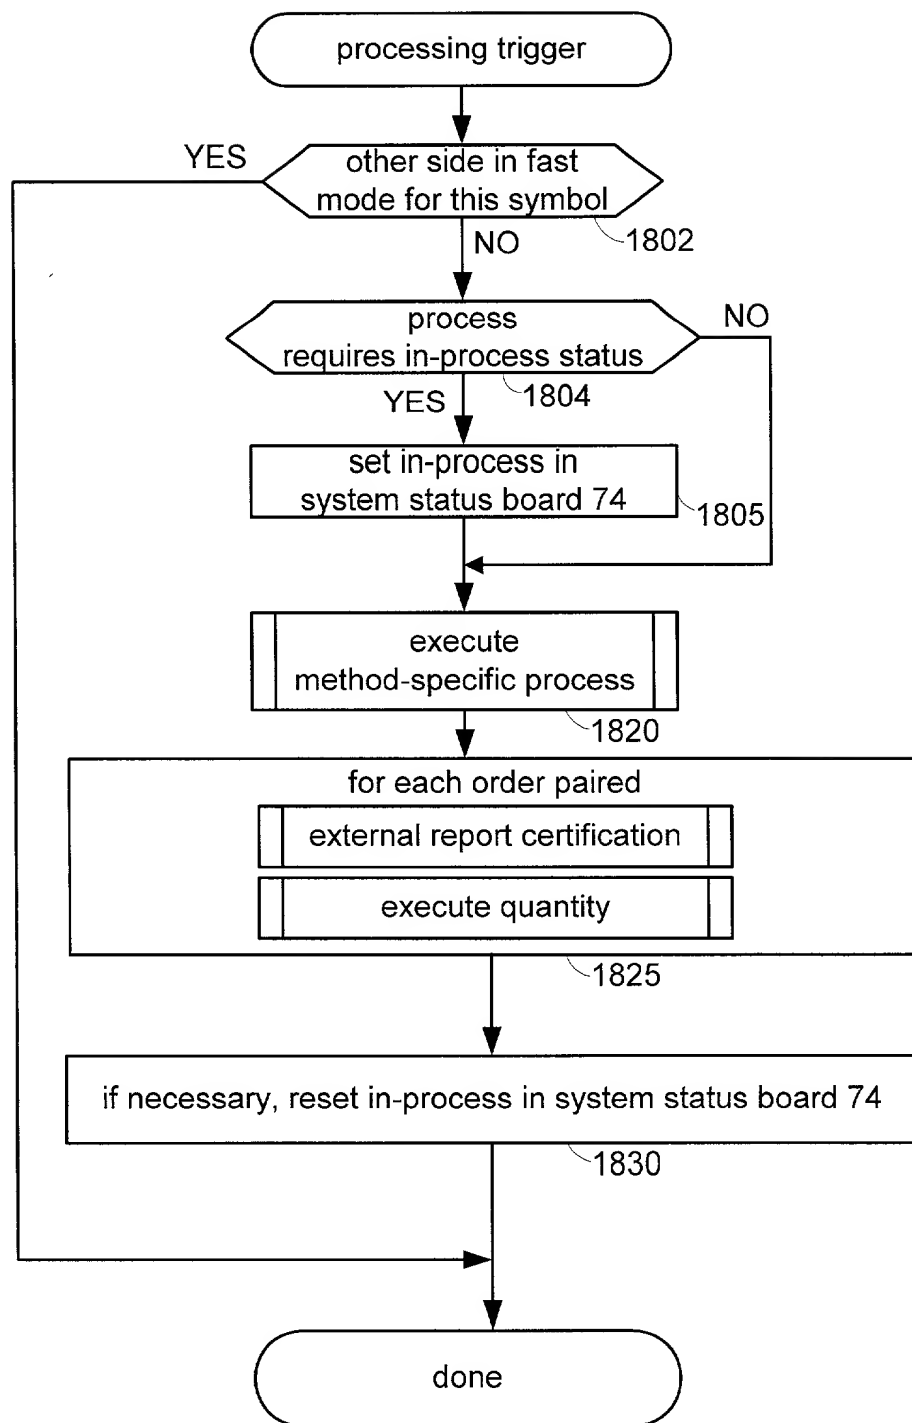 processing trigger
YES
other side in fast
mode for this symbol
1802
NO
process
requires in-process status
NO
1804
YES
set in-process in
system status board 74
1805
execute
method-specific process
1820
for each order paired
external report certification
execute quantity
1825
if necessary, reset in-process in system status board 74
1830
done